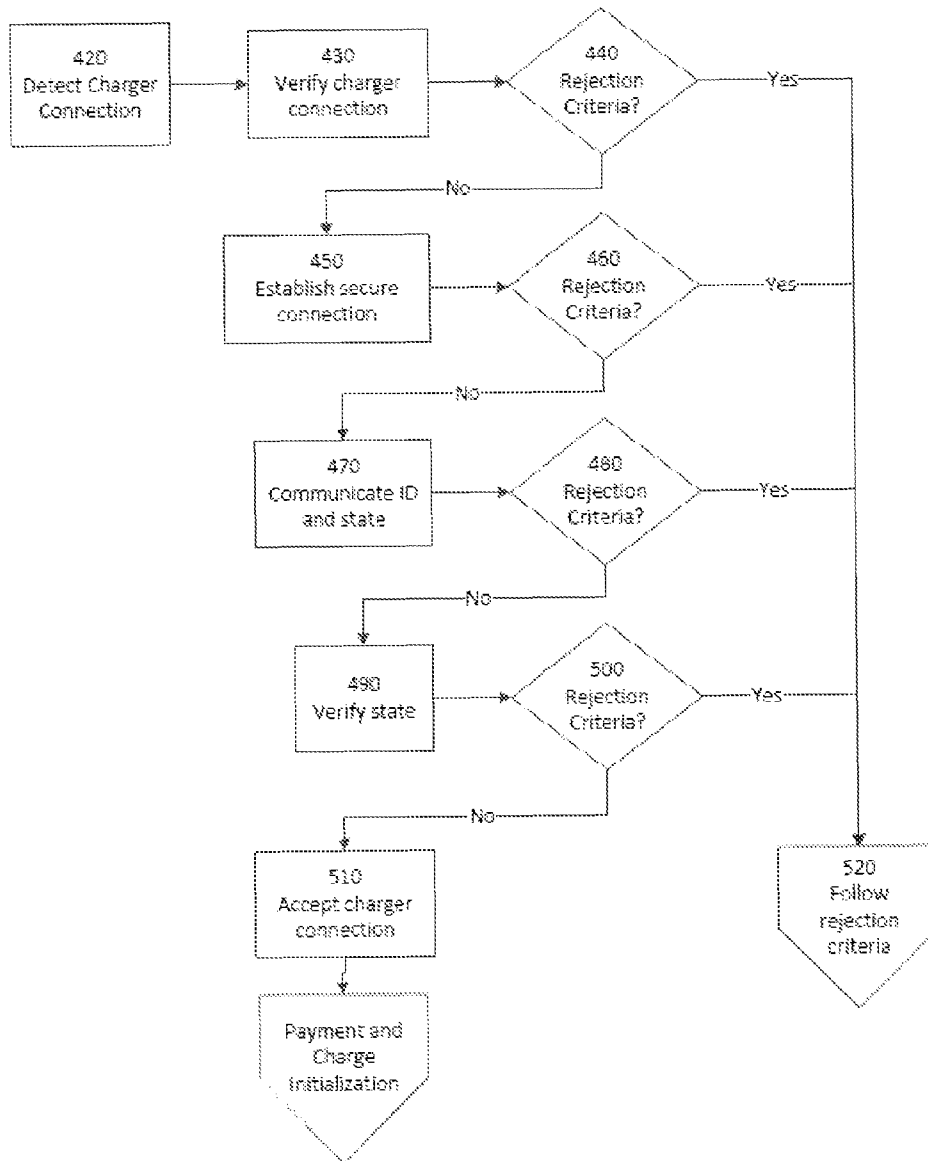 420
Detect Charger
Connection
430
Verify charger
connection
440
Rejection
Criteria?
Yes
No
450
Establish secure
connection
460
Rejection
Criteria?
Yes
No
470
Communicate ID
and state
480
Rejection
Criteria?
Yes
No
490
Verify state
500
Rejection
Criteria?
Yes
No
510
Accept charger
connection
520
Follow
rejection
criteria
Payment and
Charge
Initialization